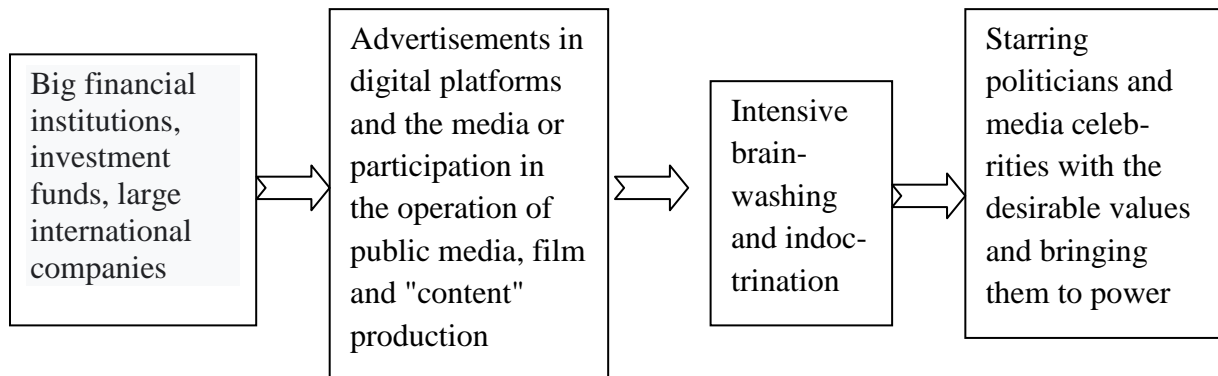 Big financial
institutions,
investment
funds, large
international
companies
Advertisements in
digital platforms
and the media or
participation in
the operation of
public media, film
and "content"
production
Intensive
brain-
washing
and indoc-
trination
Starring
politicians and
media celeb-
rities with the
desirable values
and bringing
them to power